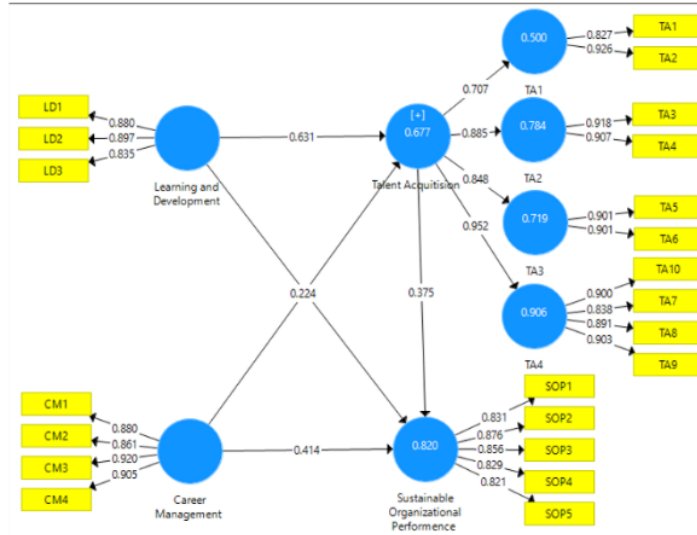 LD1
LD2
LD3
0.880
0.897
0.835
Learning and
Development
0.631
[+]
0.677
Talent Acquitision
0.707
0.885
0.848
0.952
0.500
TA1
0.827
0.926
TA1
TA2
0.784
TA2
0.918
0.907
TA3
TA4
0.719
TA3
0.901
0.901
TA5
TA6
0.906
TA4
0.900
0.838
0.891
0.903
TA10
TA7
TA8
TA9
0.224
0.375
CM1
CM2
CM3
CM4
0.880
0.861
0.920
0.905
Career
Management
0.414
0.820
Sustainable
Organizational
Performence
0.831
0.876
0.856
0.829
0.821
SOP1
SOP2
SOP3
SOP4
SOP5